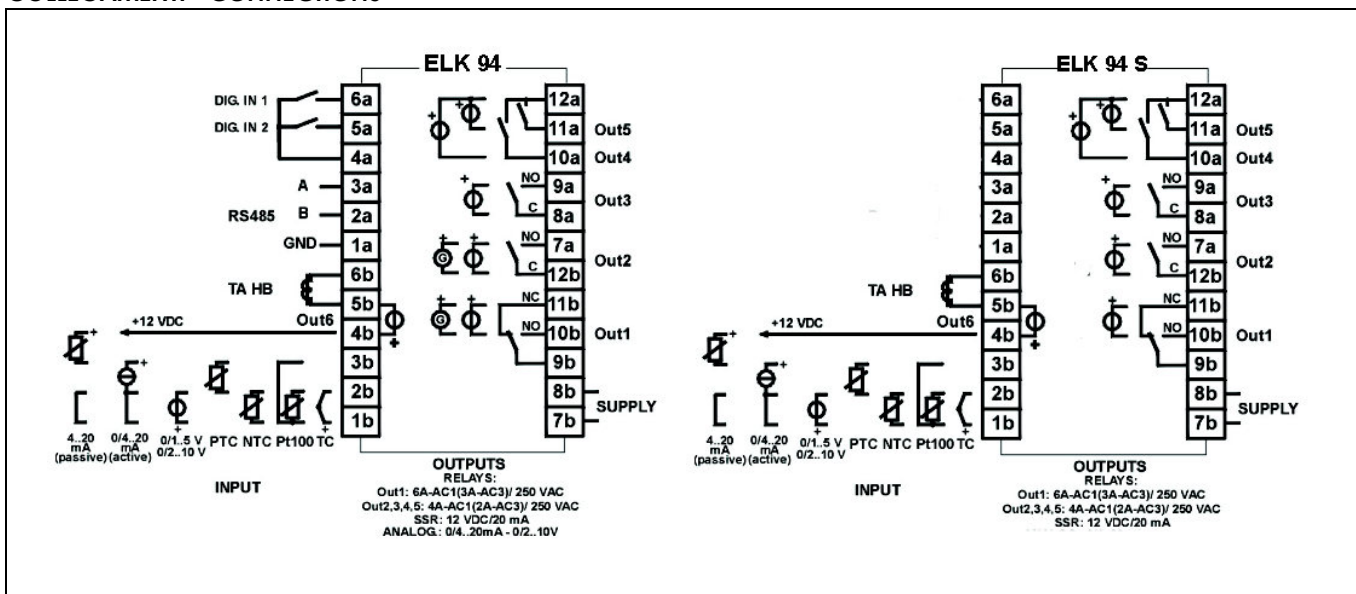 ELK 94
DIG. IN 1
DIG. IN 2
A
RS485 B
GND
TA HB
Out6
+12 VDC
6a
5a
4a
3a
2a
1a
6b
5b
4b
3b
2b
1b
12a
11a
10a
9a
8a
7a
12b
11b
10b
9b
8b
7b
NO
C
NO
C
NC
NO
G
G
Out5
Out4
Out3
Out2
Out1
SUPPLY
4..20 mA (passive)
0/4..20 mA (active)
0/1..5 V
0/2..10 V
PTC NTC Pt100 TC
INPUT
OUTPUTS
RELAYS:
Out1: 6A-AC1(3A-AC3)/ 250 VAC
Out2,3,4,5: 4A-AC1(2A-AC3)/ 250 VAC
SSR: 12 VDC/20 mA
ANALOG.: 0/4..20mA - 0/2..10V
ELK 94 S
TA HB
Out6
+12 VDC
6a
5a
4a
3a
2a
1a
6b
5b
4b
3b
2b
1b
12a
11a
10a
9a
8a
7a
12b
11b
10b
9b
8b
7b
NO
C
NO
C
NC
NO
Out5
Out4
Out3
Out2
Out1
SUPPLY
4..20 mA (passive)
0/4..20 mA (active)
0/1..5 V
0/2..10 V
PTC NTC Pt100 TC
INPUT
OUTPUTS
RELAYS:
Out1: 6A-AC1(3A-AC3)/ 250 VAC
Out2,3,4,5: 4A-AC1(2A-AC3)/ 250 VAC
SSR: 12 VDC/20 mA